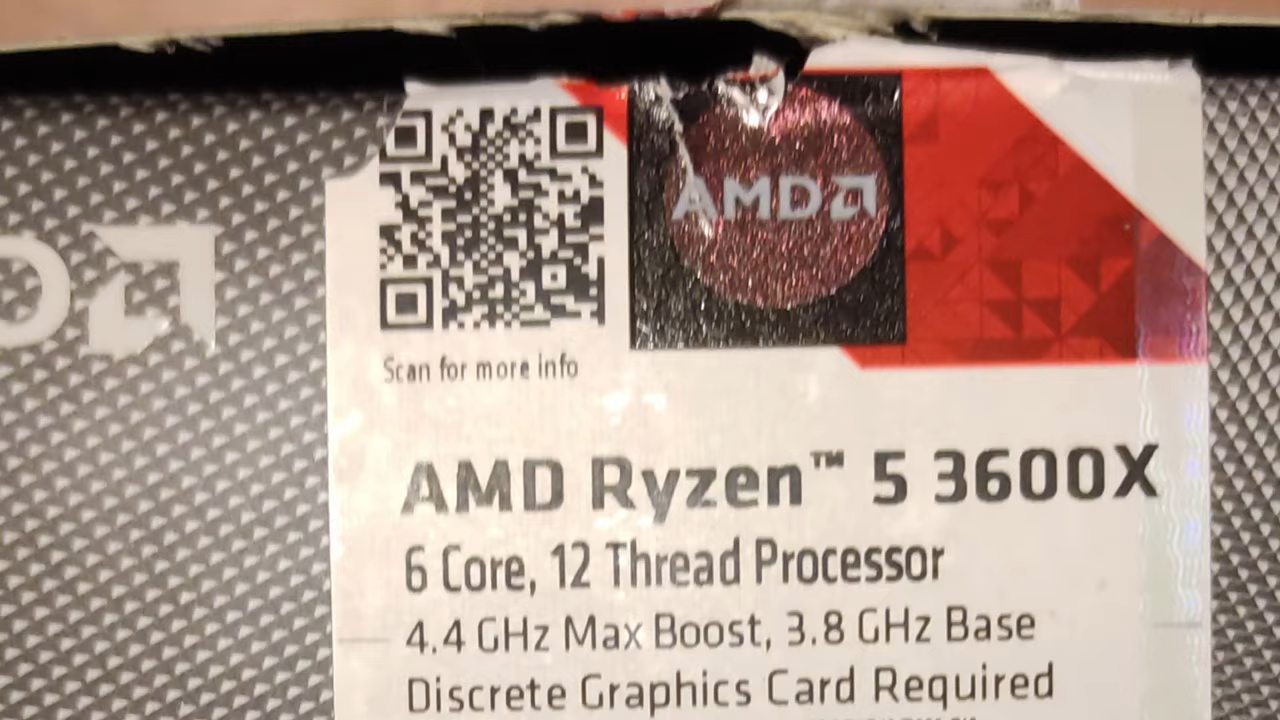 AMD
Scan for more info
AMD Ryzen™ 5 3600X
6 Core, 12 Thread Processor
4.4 GHz Max Boost, 3.8 GHz Base
Discrete Graphics Card Required